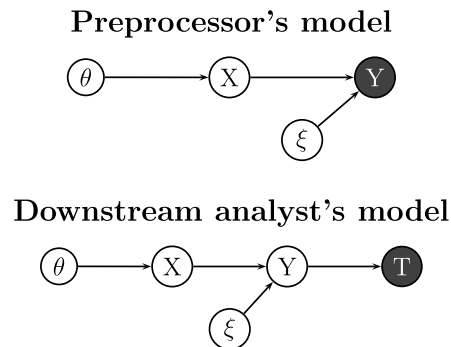 Preprocessor's model
θ X Y
ξ
Downstream analyst's model
θ X Y T
ξ